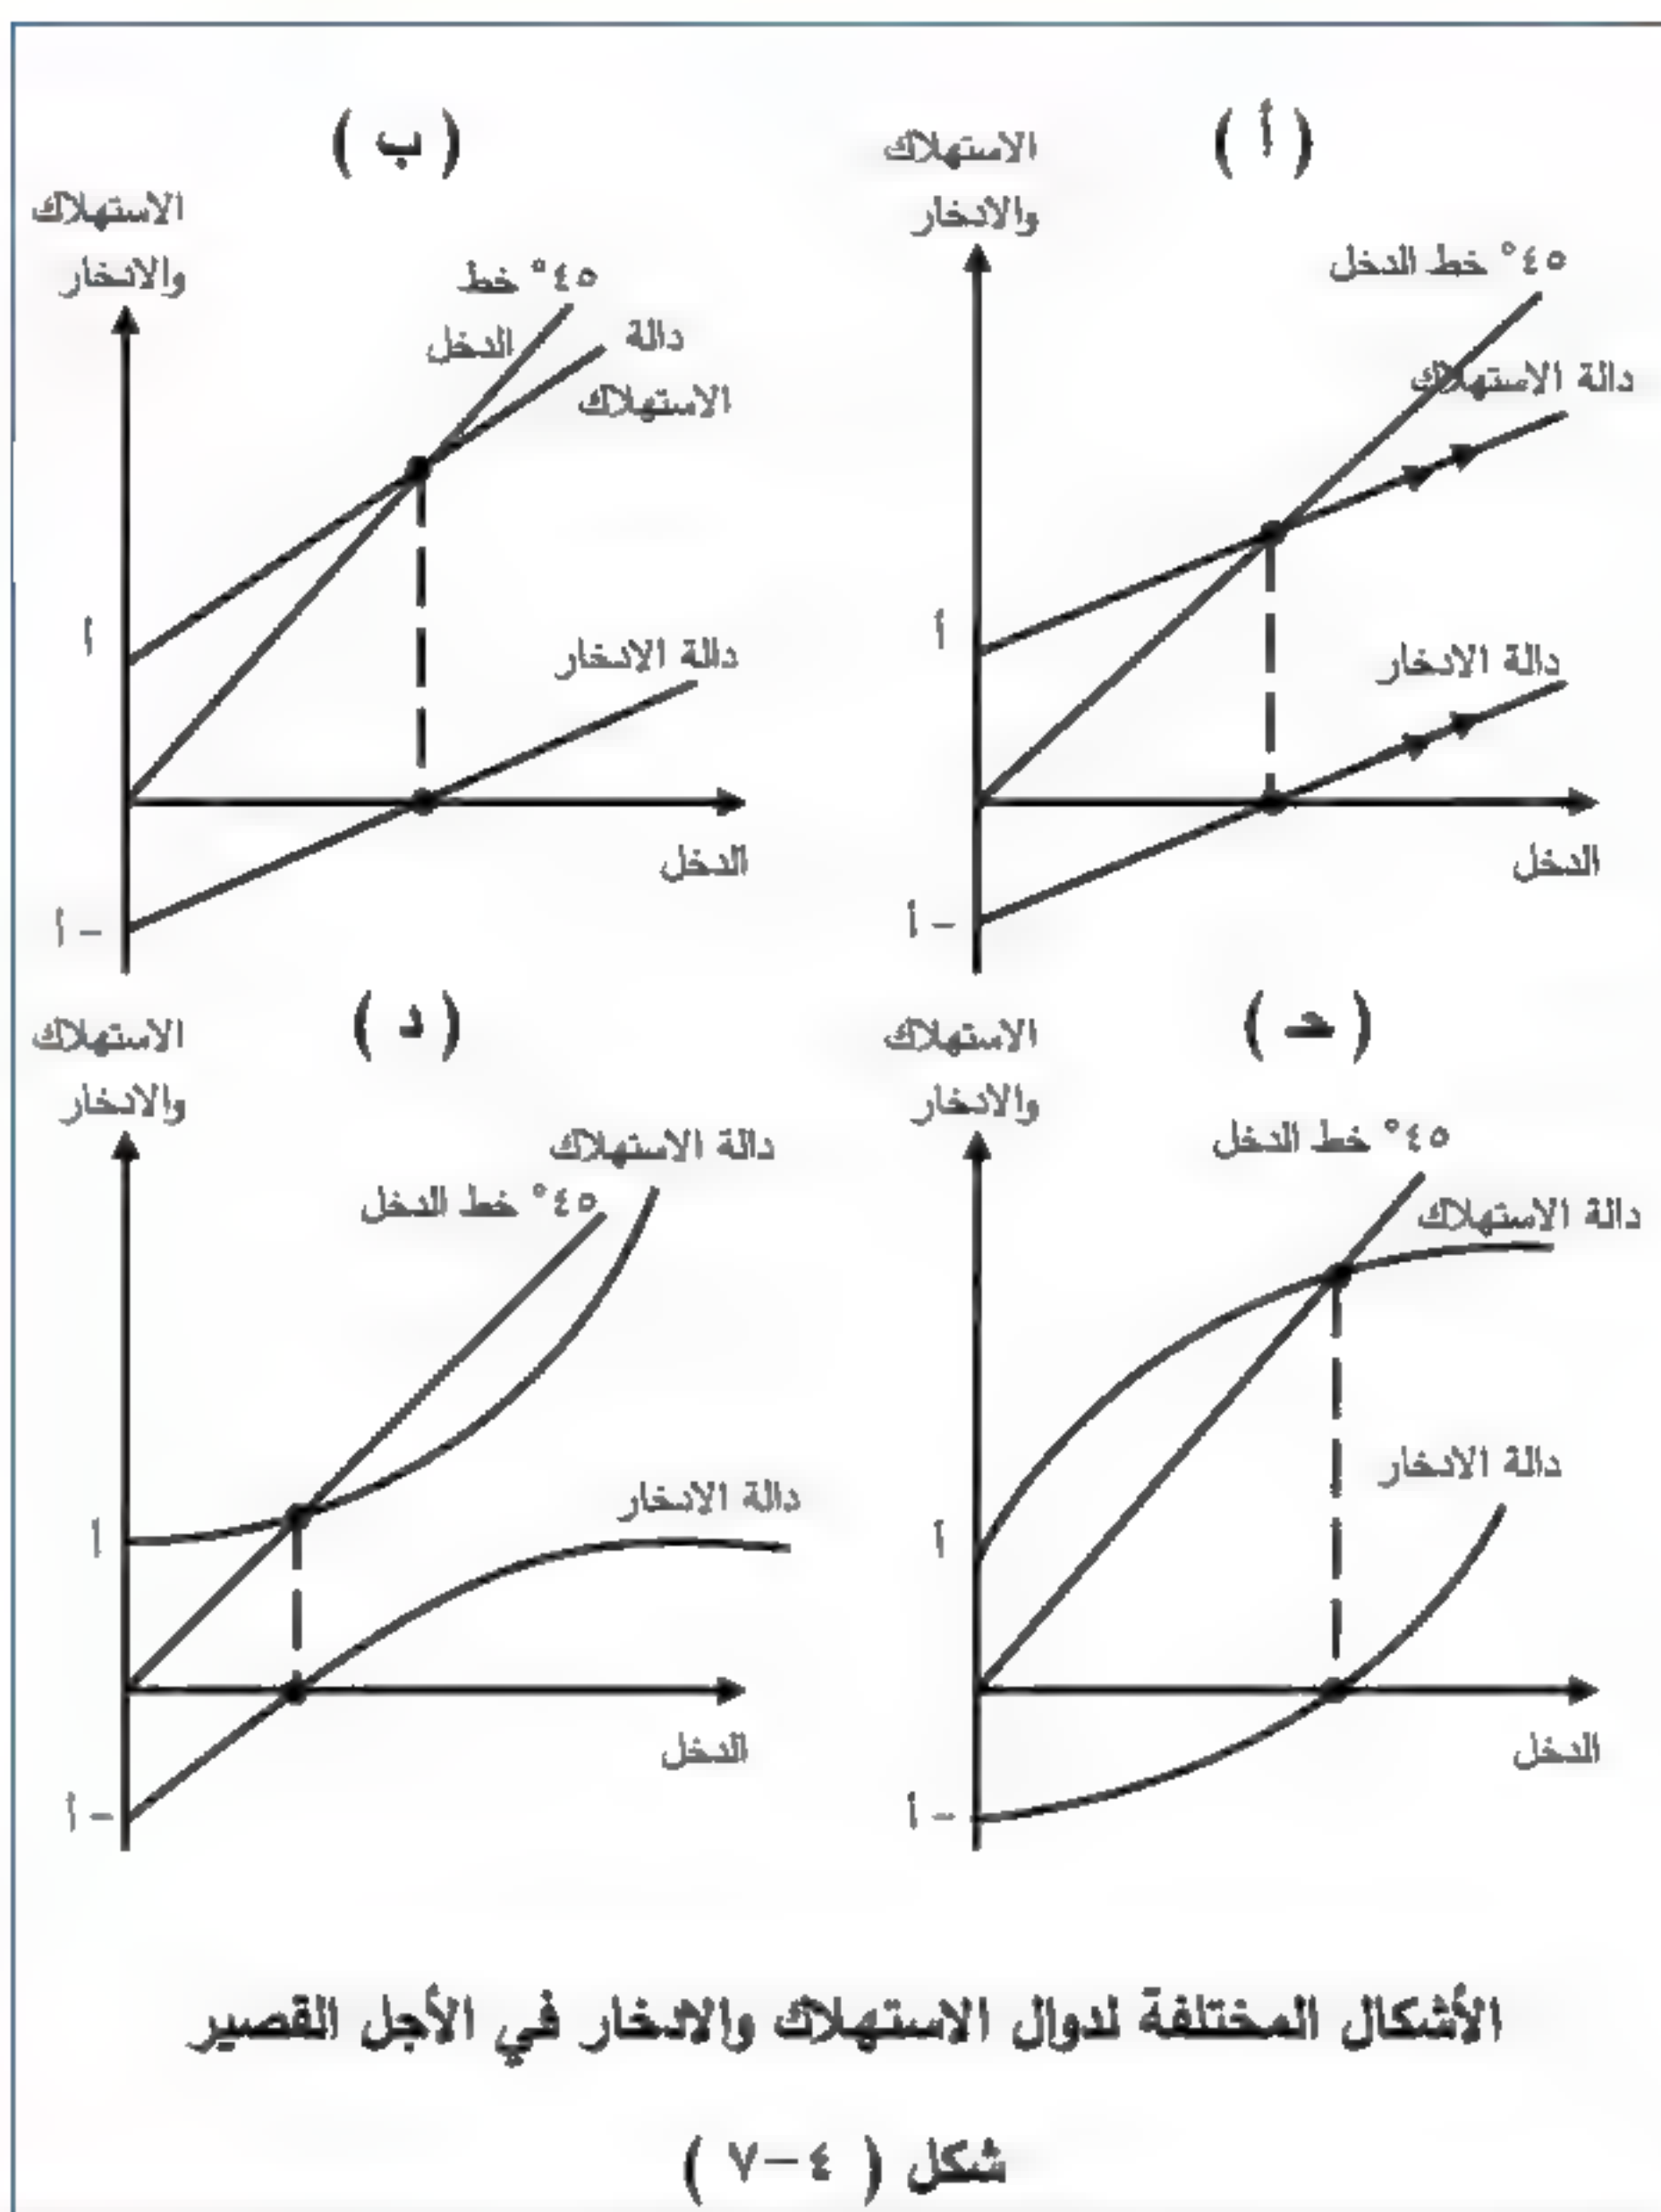 ( أ )
الاستهلاك
والادخار
٤٥° خط الدخل
دالة الاستهلاك
أ
دالة الادخار
الدخل
– أ
( ب )
الاستهلاك
والادخار
٤٥° خط
الدخل
دالة
الاستهلاك
أ
دالة الادخار
الدخل
– أ
( حـ )
الاستهلاك
والادخار
٤٥° خط الدخل
دالة الاستهلاك
دالة الادخار
أ
الدخل
– أ
( د )
الاستهلاك
والادخار
دالة الاستهلاك
٤٥° خط الدخل
دالة الادخار
أ
الدخل
– أ
الأشكال المختلفة لدوال الاستهلاك والادخار في الأجل القصير
شكل ( ٤–٧ )